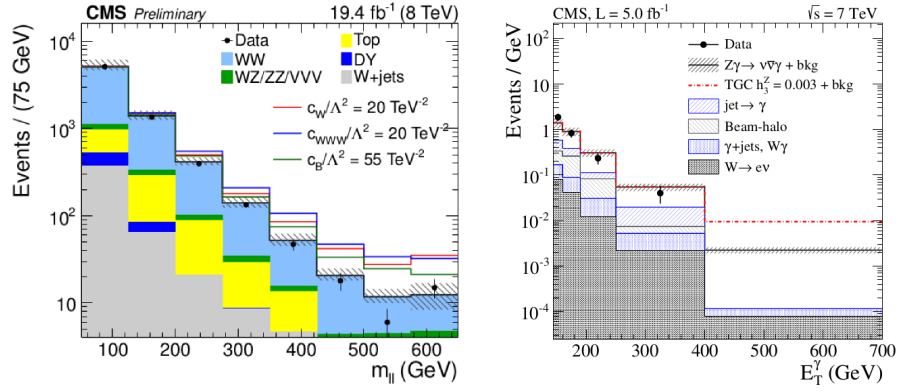 CMS Preliminary 19.4 fb⁻¹ (8 TeV)
Events / (75 GeV)
10⁴
10³
10²
10
Data
WW
WZ/ZZ/VVV
Top
DY
W+jets
c_W/Λ² = 20 TeV⁻²
c_WWW/Λ² = 20 TeV⁻²
c_B/Λ² = 55 TeV⁻²
100 200 300 400 500 600
m_ll (GeV)
CMS, L = 5.0 fb⁻¹ √s = 7 TeV
Events / GeV
10²
10
1
10⁻¹
10⁻²
10⁻³
10⁻⁴
Data
Zγ→ ν∇γ + bkg
TGC h₃ᶻ = 0.003 + bkg
jet→ γ
Beam-halo
γ+jets, Wγ
W→ eν
200 300 400 500 600 700
E_T^γ (GeV)